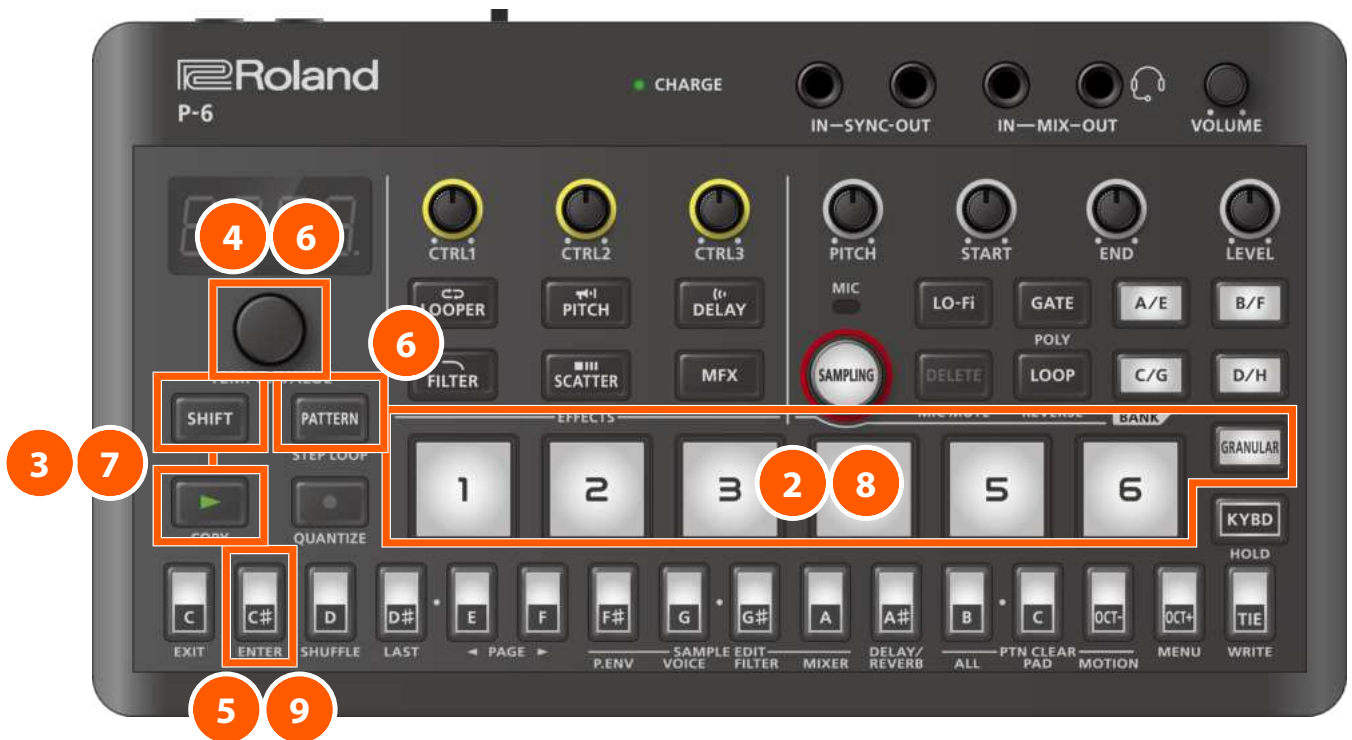 Roland
P-6
CHARGE
IN—SYNC-OUT
IN—MIX—OUT
VOLUME
4 6
CTRL1
CTRL2
CTRL3
PITCH
START
END
LEVEL
MIC
LOOPER
PITCH
DELAY
LO-Fi
GATE
A/E
B/F
POLY
6
VALUE
FILTER
SCATTER
MFX
SAMPLING
DELETE
LOOP
C/G
D/H
SHIFT
PATTERN
EFFECTS
MIC MUTE
REVERSE
BANK
STEP LOOP
GRANULAR
3 7
1
2
3
2 8
5
6
COPY
QUANTIZE
KYBD
HOLD
C
C#
D
D#
E
F
F#
G
G#
A
A#
B
C
OCT-
OCT+
TIE
EXIT
ENTER
SHUFFLE
LAST
◄ PAGE ►
SAMPLE EDIT
P.ENV
VOICE
FILTER
MIXER
DELAY/
REVERB
PTN CLEAR
ALL
PAD
MOTION
MENU
WRITE
5 9